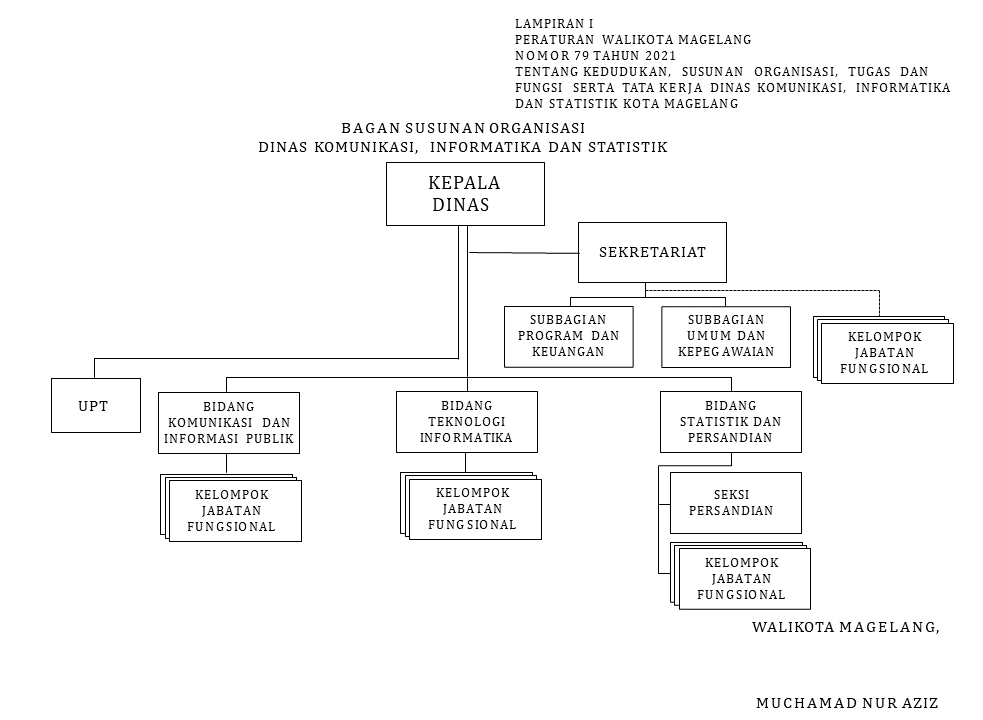 LAMPIRAN I
PERATURAN WALIKOTA MAGELANG
NOMOR 79 TAHUN 2021
TENTANG KEDUDUKAN, SUSUNAN ORGANISASI, TUGAS DAN
FUNGSI SERTA TATA KERJA DINAS KOMUNIKASI, INFORMATIKA
DAN STATISTIK KOTA MAGELANG
BAGAN SUSUNAN ORGANISASI
DINAS KOMUNIKASI, INFORMATIKA DAN STATISTIK
KEPALA
DINAS
SEKRETARIAT
SUBBAGIAN
PROGRAM DAN
KEUANGAN
SUBBAGIAN
UMUM DAN
KEPEGAWAIAN
KELOMPOK
JABATAN
FUNGSIONAL
UPT
BIDANG
KOMUNIKASI DAN
INFORMASI PUBLIK
BIDANG
TEKNOLOGI
INFORMATIKA
BIDANG
STATISTIK DAN
PERSANDIAN
KELOMPOK
JABATAN
FUNGSIONAL
KELOMPOK
JABATAN
FUNGSIONAL
SEKSI
PERSANDIAN
KELOMPOK
JABATAN
FUNGSIONAL
WALIKOTA MAGELANG,
MUCHAMAD NUR AZIZ